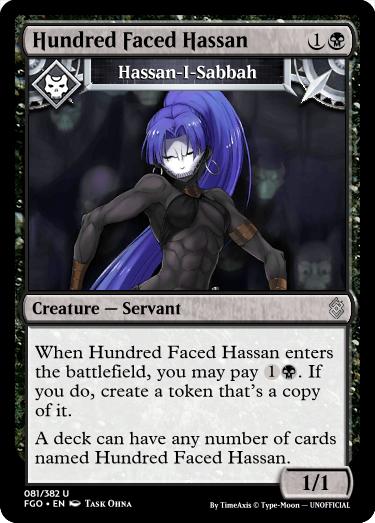 Hundred Faced Hassan 1
Hassan-I-Sabbah
Creature — Servant
When Hundred Faced Hassan enters
the battlefield, you may pay 1 . If
you do, create a token that's a copy
of it.
A deck can have any number of cards
named Hundred Faced Hassan.
1/1
081/382 U
FGO • EN Task Ohna
By TimeAxis © Type-Moon — UNOFFICIAL